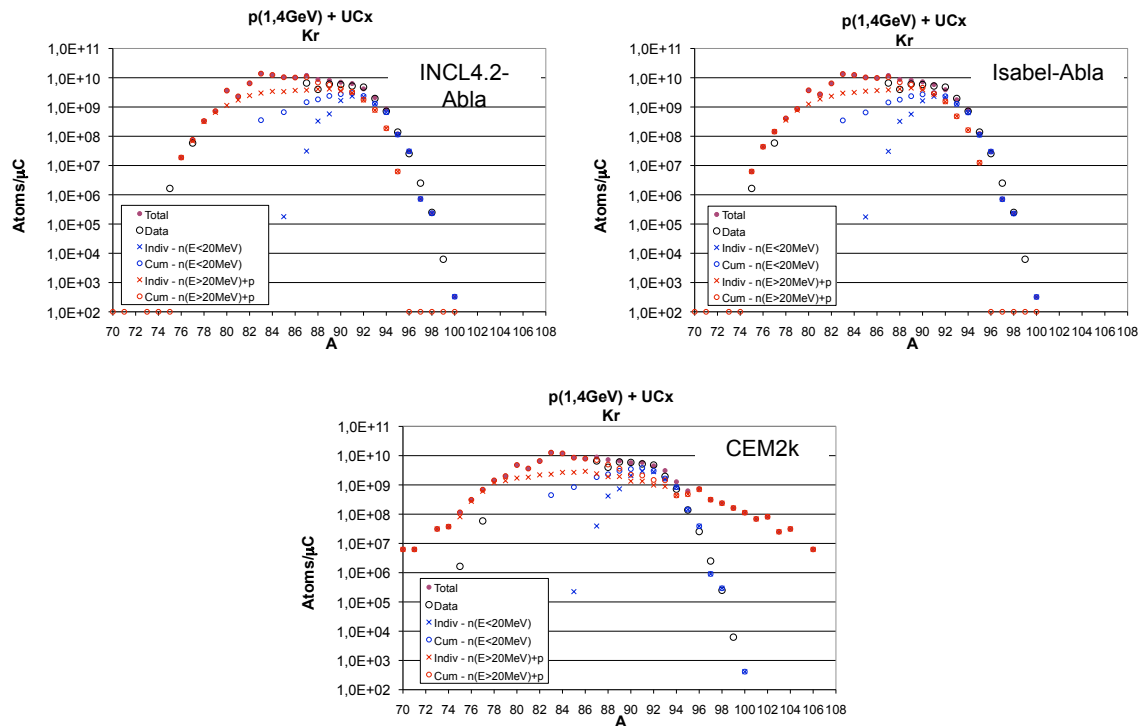 p(1,4GeV) + UCx
Kr
INCL4.2-
Abla
Atoms/µC
1,0E+11
1,0E+10
1,0E+09
1,0E+08
1,0E+07
1,0E+06
1,0E+05
1,0E+04
1,0E+03
1,0E+02
Total
Data
Indiv - n(E<20MeV)
Cum - n(E<20MeV)
Indiv - n(E>20MeV)+p
Cum - n(E>20MeV)+p
70 72 74 76 78 80 82 84 86 88 90 92 94 96 98 100 102 104 106 108
A
p(1,4GeV) + UCx
Kr
Isabel-Abla
Atoms/µC
1,0E+11
1,0E+10
1,0E+09
1,0E+08
1,0E+07
1,0E+06
1,0E+05
1,0E+04
1,0E+03
1,0E+02
Total
Data
Indiv - n(E<20MeV)
Cum - n(E<20MeV)
Indiv - n(E>20MeV)+p
Cum - n(E>20MeV)+p
70 72 74 76 78 80 82 84 86 88 90 92 94 96 98 100 102 104 106 108
A
p(1,4GeV) + UCx
Kr
CEM2k
Atoms/µC
1,0E+11
1,0E+10
1,0E+09
1,0E+08
1,0E+07
1,0E+06
1,0E+05
1,0E+04
1,0E+03
1,0E+02
Total
Data
Indiv - n(E<20MeV)
Cum - n(E<20MeV)
Indiv - n(E>20MeV)+p
Cum - n(E>20MeV)+p
70 72 74 76 78 80 82 84 86 88 90 92 94 96 98 100 102 104 106 108
A